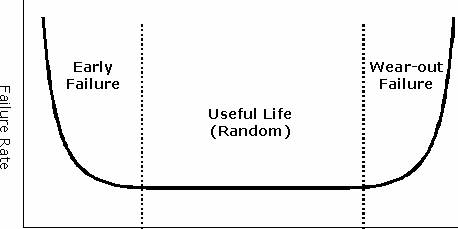 Early
Failure
Useful Life
(Random)
Wear-out
Failure
Failure Rate